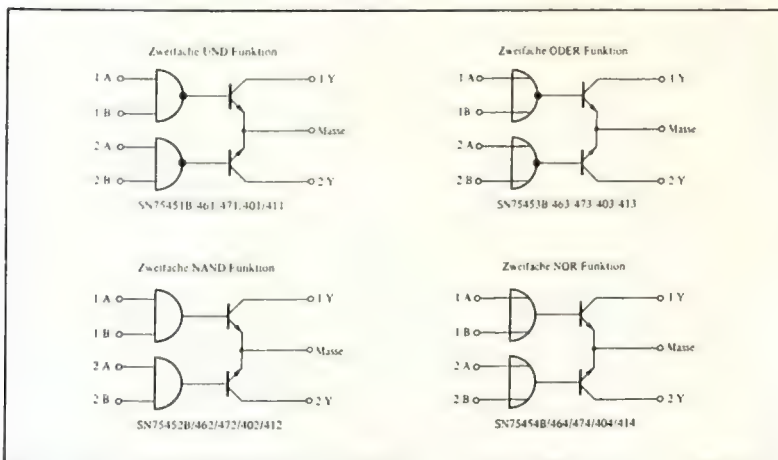 Zweifache UND Funktion
1 A
1 Y
1 B
Masse
2 A
2 B
2 Y
SN75451B/461/471/401/411
Zweifache ODER Funktion
1 A
1 Y
1 B
Masse
2 A
2 B
2 Y
SN75453B/463/473/403/413
Zweifache NAND Funktion
1 A
1 Y
1 B
Masse
2 A
2 B
2 Y
SN75452B/462/472/402/412
Zweifache NOR Funktion
1 A
1 Y
1 B
Masse
2 A
2 B
2 Y
SN75454B/464/474/404/414